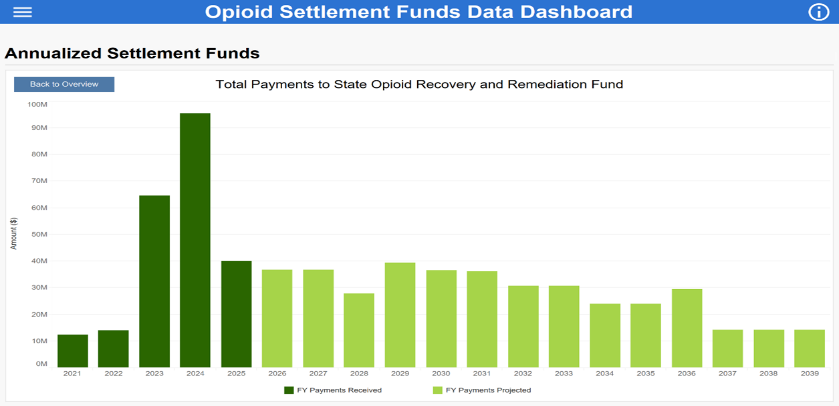 Opioid Settlement Funds Data Dashboard
Annualized Settlement Funds
Back to Overview
Total Payments to State Opioid Recovery and Remediation Fund
Amount ($)
100M
90M
80M
70M
60M
50M
40M
30M
20M
10M
0M
2021 2022 2023 2024 2025 2026 2027 2028 2029 2030 2031 2032 2033 2034 2035 2036 2037 2038 2039
FY Payments Received FY Payments Projected